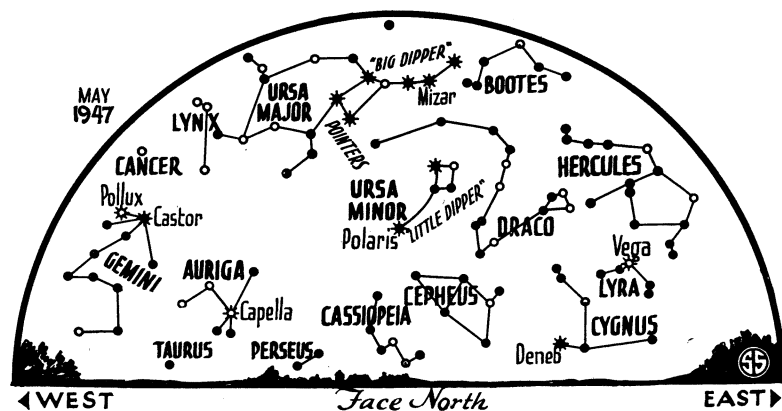 "BIG DIPPER"
BOOTES
MAY
1947
URSA
MAJOR
Mizar
LYNX
POINTERS
CANCER
HERCULES
Pollux
Castor
URSA
MINOR
"LITTLE DIPPER"
Polaris
DRACO
GEMINI
AURIGA
Vega
LYRA
Capella
CASSIOPEIA
CEPHEUS
CYGNUS
TAURUS
PERSEUS
Deneb
WEST
Face North
EAST